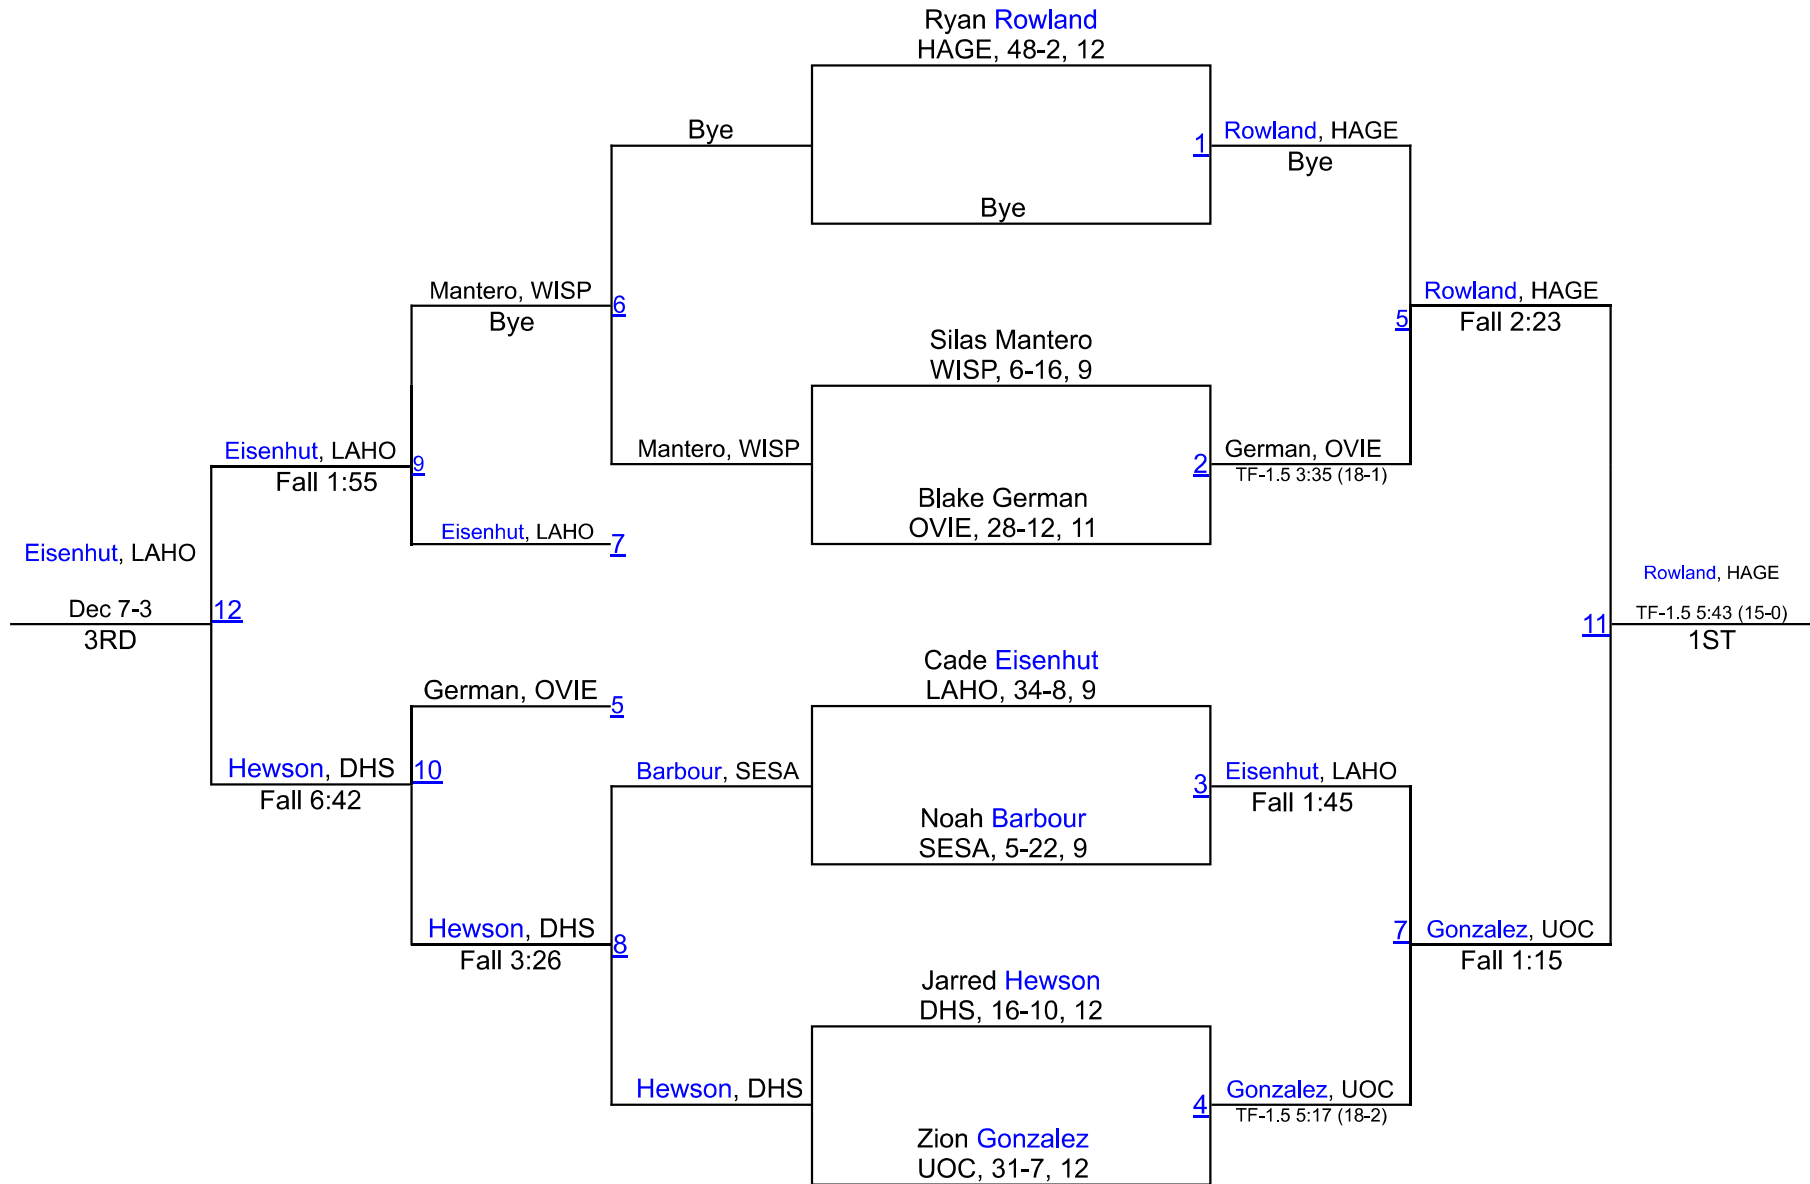 Ryan Rowland
HAGE, 48-2, 12
Bye
1
Rowland, HAGE
Bye
Bye
Mantero, WISP
Bye
6
Rowland, HAGE
Fall 2:23
5
Silas Mantero
WISP, 6-16, 9
Eisenhut, LAHO
Fall 1:55
9
Mantero, WISP
2
German, OVIE
TF-1.5 3:35 (18-1)
Blake German
OVIE, 28-12, 11
Eisenhut, LAHO
7
Eisenhut, LAHO
Dec 7-3
3RD
12
Rowland, HAGE
TF-1.5 5:43 (15-0)
1ST
11
Cade Eisenhut
LAHO, 34-8, 9
German, OVIE
5
Hewson, DHS
Fall 6:42
10
Barbour, SESA
3
Eisenhut, LAHO
Fall 1:45
Noah Barbour
SESA, 5-22, 9
Hewson, DHS
Fall 3:26
8
7
Gonzalez, UOC
Fall 1:15
Jarred Hewson
DHS, 16-10, 12
Hewson, DHS
4
Gonzalez, UOC
TF-1.5 5:17 (18-2)
Zion Gonzalez
UOC, 31-7, 12